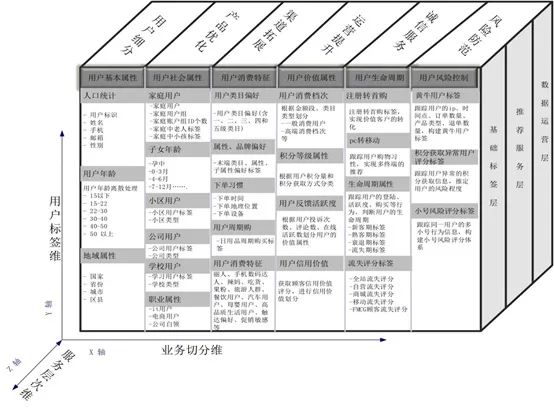 用户细分
产品优化
渠道拓展
运营提升
诚信服务
风险防范
用户基本属性
人口统计
- 用户标识
- 姓名
- 手机
- 邮箱
- 性别
用户年龄
用户年龄离散处理
- 15以下
- 15-22
- 22-30
- 30-40
- 40-50
- 50 以上
地域属性
- 国家
- 省份
- 城市
- 区县
用户社会属性
家庭用户
-家庭用户
-家庭用户组
-家庭账户组ID个数
-家庭中老人标签
-家庭中小孩标签
子女年龄
-孕中
-0-3月
-4-6月
-7-12月……
小区用户
-小区用户标签
-小区类型
公司用户
-公司用户标签
-公司类型
学校用户
-学习用户标签
-学校类型
职业属性
-it用户
-电商用户
-公司白领
用户消费特征
用户类目偏好
-用户类目偏好(含
一、二、三、四和
五级类目)
属性、品牌偏好
-末端类目、属性、
子属性偏好标签
下单习惯
-下单时间
-下单地理位置
-下单设备
用户周期购
-日用品周期购买标
签
用户消费特征
丽人、手机数码达
人、辣妈、吃货、
果粉、旅游人群、
餐饮用户、汽车用
户、母婴用户、高
品质生活用户、触
达偏好、促销敏感
等
用户价值属性
用户消费档次
根据金额段、类目
类型划分
-一级消费用户
-高端消费档次
等
积分等级属性
根据用户积分量和
积分获取方式分类
用户反馈活跃度
根据用户投诉次
数、评论数、在线
活跃数划分用户的
价值属性
用户信用价值
获取顾客信用价值
评分,进行信用价
值划分
用户生命周期
注册转首购
注册转首购标签,
实现价值客户的转
化
pc转移动
跟踪用户购物习
性,实现多终端的
推荐
生命周期属性
跟踪用户的登录、
活跃度、购买等行
为,判断用户的生
命周期
-新客期标签
-熟客期标签
-衰退期标签
-流失期标签
流失评分标签
-全站流失评分
-自营流失评分
-商城流失评分
-移动流失评分
-FMCG顾客流失评分
用户风险控制
黄牛用户标签
跟踪用户的ip、时
间点、订单数量、
产品类型、退单数
量、构建黄牛用户
标签
积分获取异常用户
评分标签
跟踪用户异常的积
分获取信息,推定
用户的风险程度
小号风险评分标签
跟踪同一用户的多
小号行为信息,构
建小号风险评分体
系
基础标签层
推荐服务层
数据运营层
用户标签维
Y 轴
X 轴
业务切分维
Z 轴
服务层次维